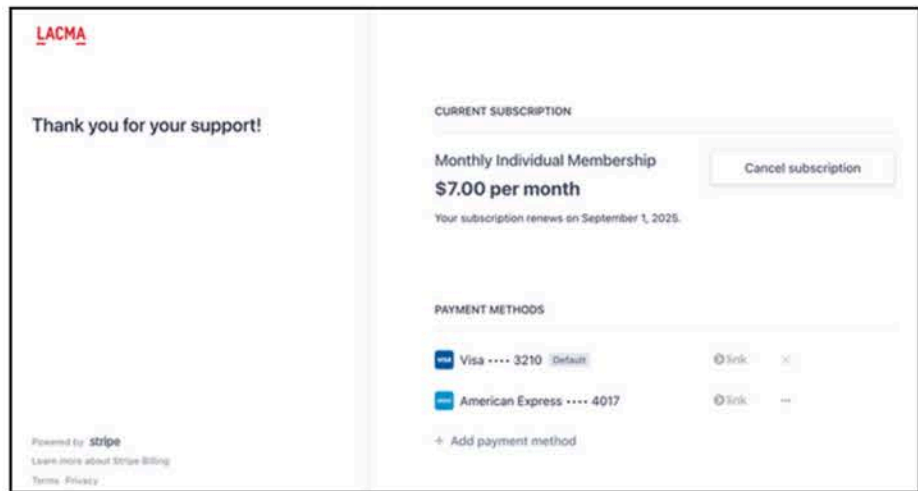 LACMA
Thank you for your support!
CURRENT SUBSCRIPTION
Monthly Individual Membership
Cancel subscription
$7.00 per month
Your subscription renews on September 1, 2025.
PAYMENT METHODS
VISA Visa •••• 3210 Default link ×
American Express •••• 4017 link •••
+ Add payment method
Powered by stripe
Learn more about Stripe Billing
Terms Privacy